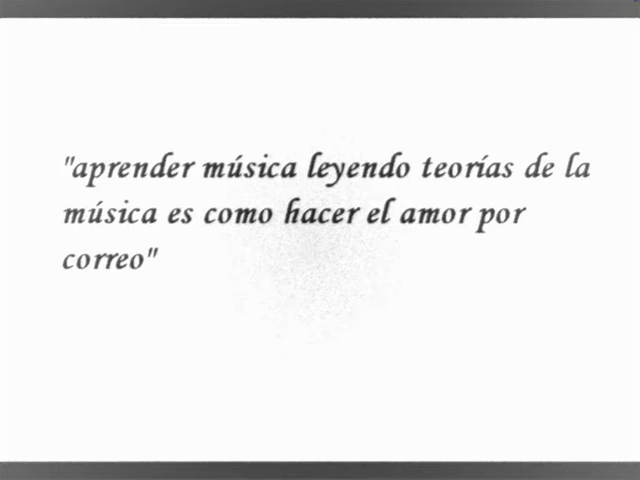 "aprender música leyendo teorías de la
música es como hacer el amor por
correo"